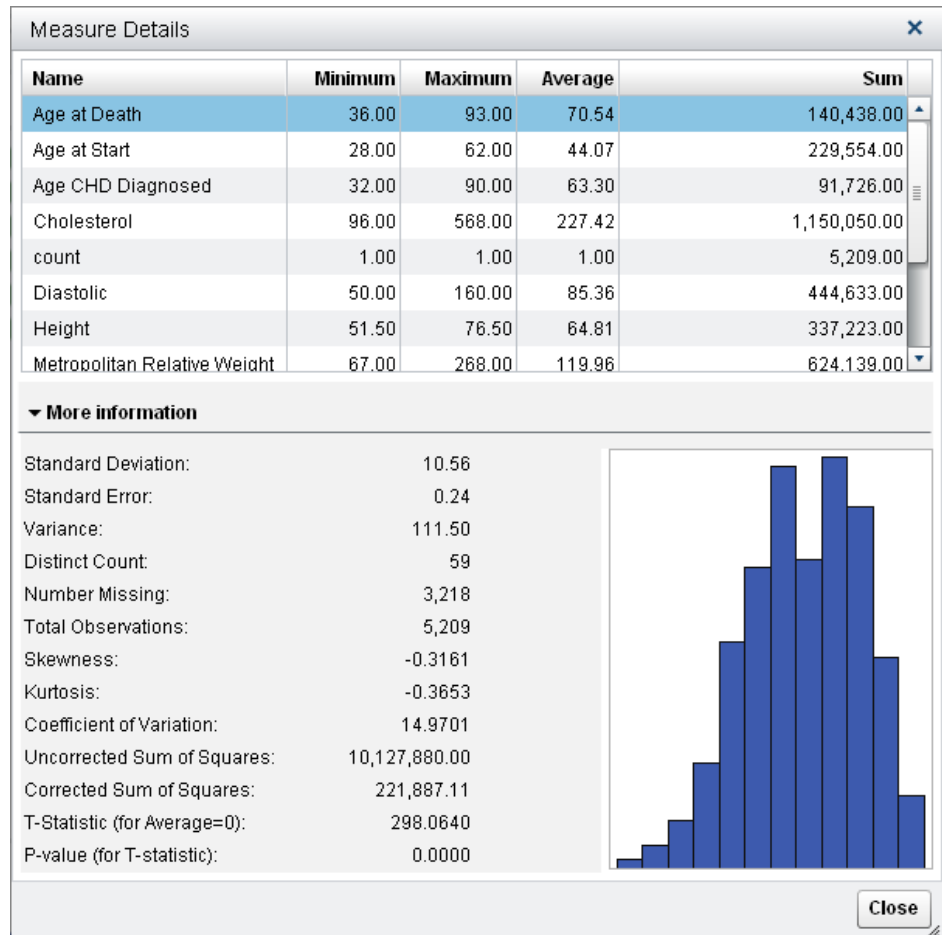 Measure Details
Name Minimum Maximum Average Sum
Age at Death 36.00 93.00 70.54 140,438.00
Age at Start 28.00 62.00 44.07 229,554.00
Age CHD Diagnosed 32.00 90.00 63.30 91,726.00
Cholesterol 96.00 568.00 227.42 1,150,050.00
count 1.00 1.00 1.00 5,209.00
Diastolic 50.00 160.00 85.36 444,633.00
Height 51.50 76.50 64.81 337,223.00
Metropolitan Relative Weight 67.00 268.00 119.96 624,139.00
More information
Standard Deviation: 10.56
Standard Error: 0.24
Variance: 111.50
Distinct Count: 59
Number Missing: 3,218
Total Observations: 5,209
Skewness: -0.3161
Kurtosis: -0.3653
Coefficient of Variation: 14.9701
Uncorrected Sum of Squares: 10,127,880.00
Corrected Sum of Squares: 221,887.11
T-Statistic (for Average=0): 298.0640
P-value (for T-statistic): 0.0000
Close